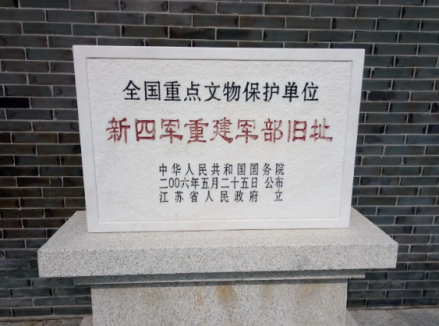 全国重点文物保护单位
新四军重建军部旧址
中华人民共和国国务院
二00六年五月二十五日 公布
江苏省人民政府 立